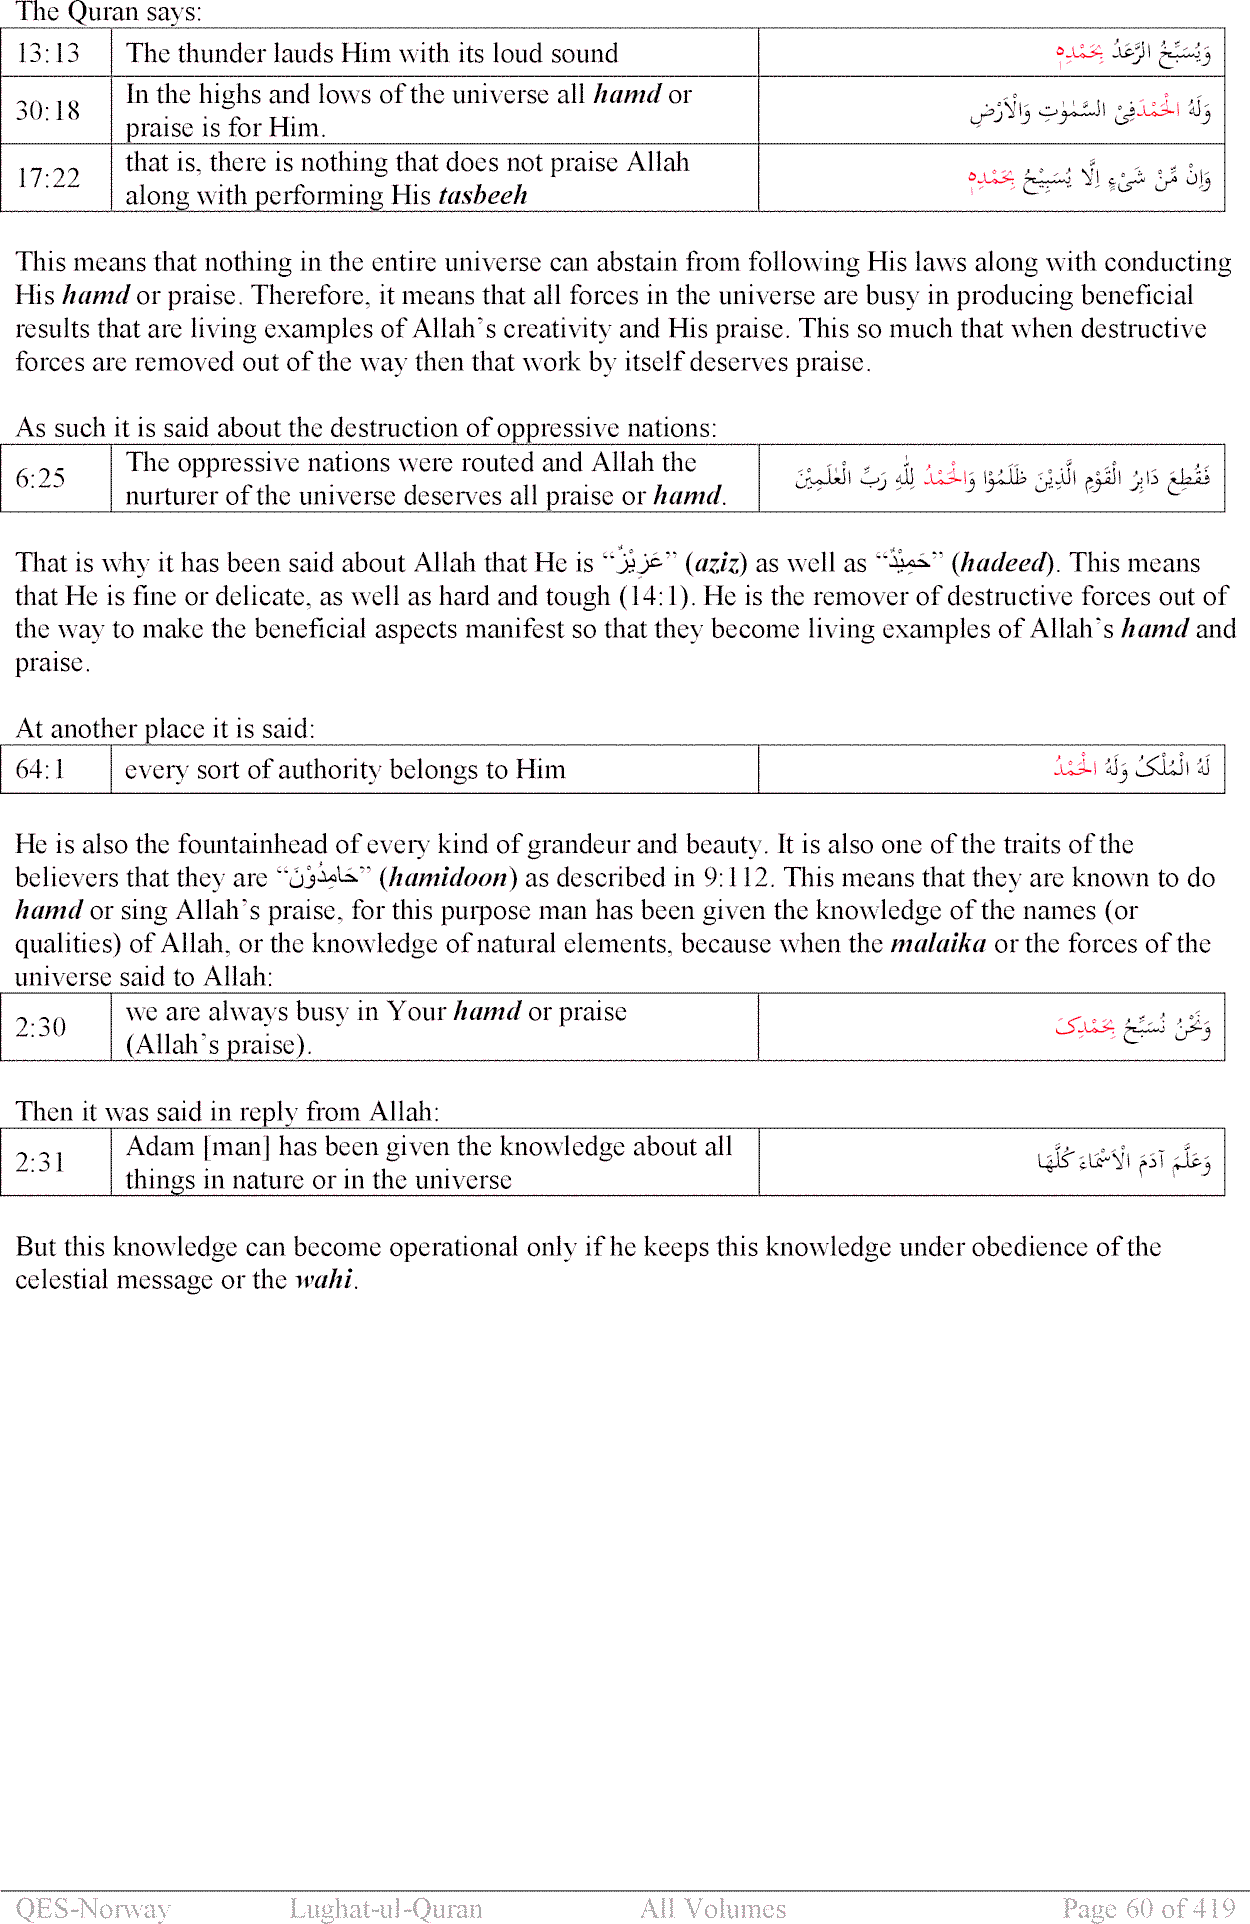 The Quran says:
13:13 The thunder lauds Him with its loud sound وَيُسَبِّحُ الرَّعَدُ بِحَمْدِهٖ
30:18 In the highs and lows of the universe all hamd or
praise is for Him. وَلَهُ الْحَمْدَفِیْ السَّمٰوٰتِ وَالْاَرْضِ
17:22 that is, there is nothing that does not praise Allah
along with performing His tasbeeh وَاِنْ مِّنْ شَیْءٍ اِلَّا يُسَبِيْحُ بِحَمْدِهٖ
This means that nothing in the entire universe can abstain from following His laws along with conducting
His hamd or praise. Therefore, it means that all forces in the universe are busy in producing beneficial
results that are living examples of Allah’s creativity and His praise. This so much that when destructive
forces are removed out of the way then that work by itself deserves praise.
As such it is said about the destruction of oppressive nations:
6:25 The oppressive nations were routed and Allah the
nurturer of the universe deserves all praise or hamd. فَقُطِعَ دَابِرُ الْقَوْمِ الَّذِيْنَ ظَلَمُوْا وَالْحَمْدُ لِلّٰهِ رَبِّ الْعٰلَمِيْنَ
That is why it has been said about Allah that He is “عَزِيْزٌ” (aziz) as well as “حَمِيْدٌ” (hadeed). This means
that He is fine or delicate, as well as hard and tough (14:1). He is the remover of destructive forces out of
the way to make the beneficial aspects manifest so that they become living examples of Allah’s hamd and
praise.
At another place it is said:
64:1 every sort of authority belongs to Him لَهُ الْمُلْکُ وَلَهُ الْحَمْدُ
He is also the fountainhead of every kind of grandeur and beauty. It is also one of the traits of the
believers that they are “حَامِدُوْنَ” (hamidoon) as described in 9:112. This means that they are known to do
hamd or sing Allah’s praise, for this purpose man has been given the knowledge of the names (or
qualities) of Allah, or the knowledge of natural elements, because when the malaika or the forces of the
universe said to Allah:
2:30 we are always busy in Your hamd or praise
(Allah’s praise). وَنَحْنُ نُسَبِّحُ بِحَمْدِکَ
Then it was said in reply from Allah:
2:31 Adam [man] has been given the knowledge about all
things in nature or in the universe وَعَلَّمَ آدَمَ الْاَسْمَاءَ کُلَّهَا
But this knowledge can become operational only if he keeps this knowledge under obedience of the
celestial message or the wahi.
QES-Norway Lughat-ul-Quran All Volumes Page 60 of 419